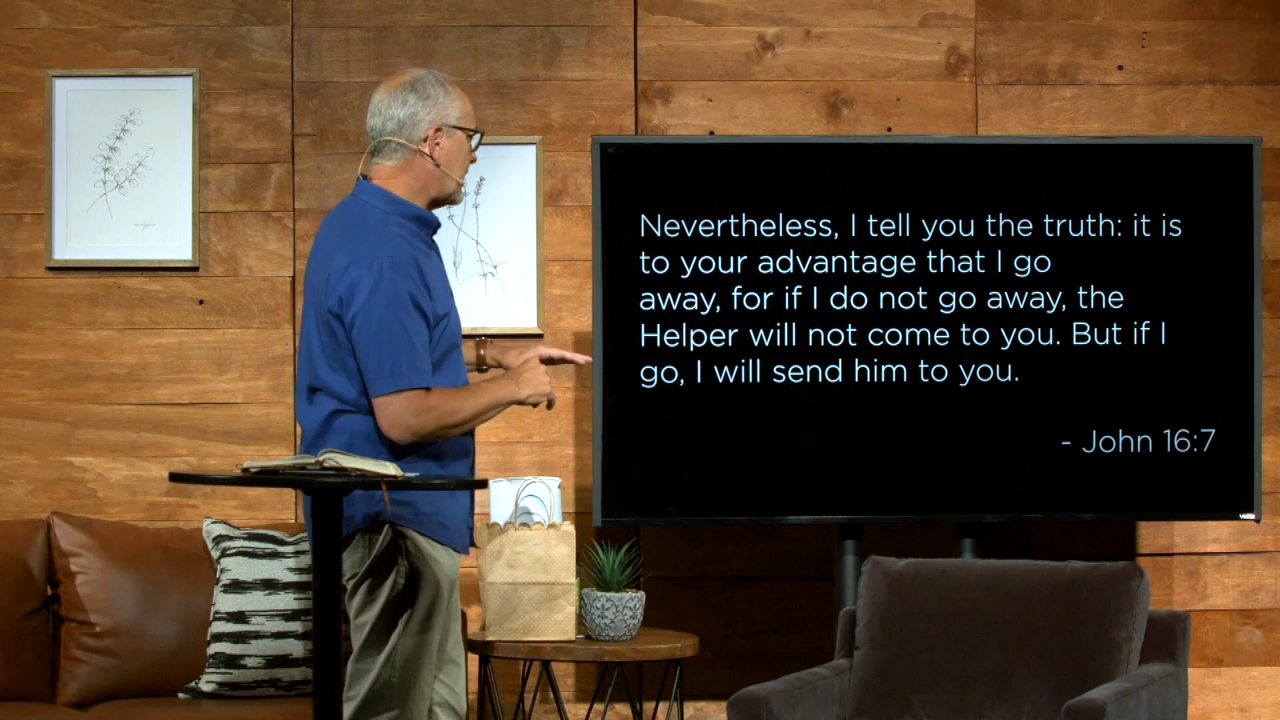 Nevertheless, I tell you the truth: it is
to your advantage that I go
away, for if I do not go away, the
Helper will not come to you. But if I
go, I will send him to you.
- John 16:7
VIZIO